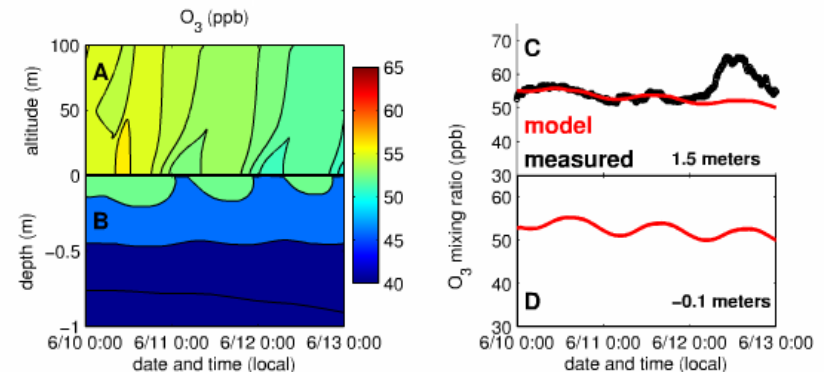 O3 (ppb)
A
altitude (m)
100
50
0
B
depth (m)
−0.5
−1
6/10 0:00 6/11 0:00 6/12 0:00 6/13 0:00
date and time (local)
65
60
55
50
45
40
C
70
60
50
40
30
model
measured
1.5 meters
O3 mixing ratio (ppb)
60
50
40
30
D
−0.1 meters
6/10 0:00 6/11 0:00 6/12 0:00 6/13 0:00
date and time (local)